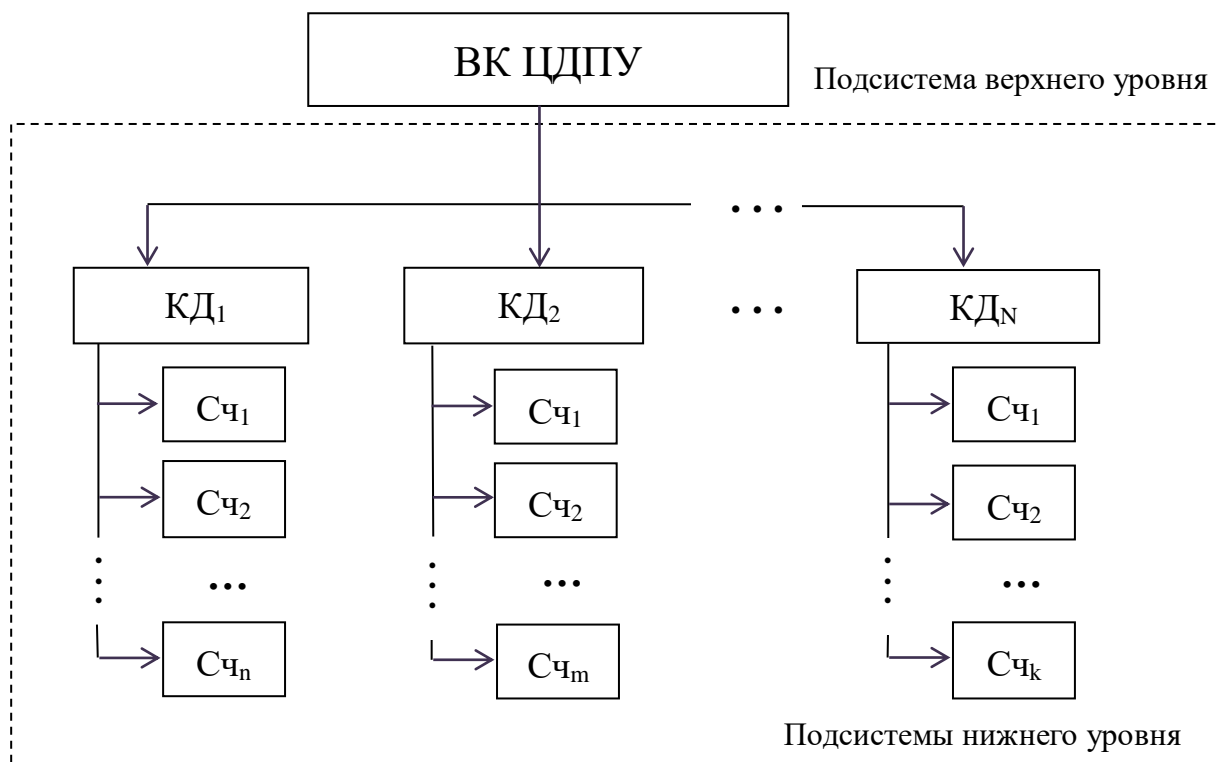 ВК ЦДПУ
Подсистема верхнего уровня
...
КД₁
КД₂
...
КДN
Сч₁
Сч₁
Сч₁
Сч₂
Сч₂
Сч₂
...
...
...
Счn
Счm
Счk
Подсистемы нижнего уровня